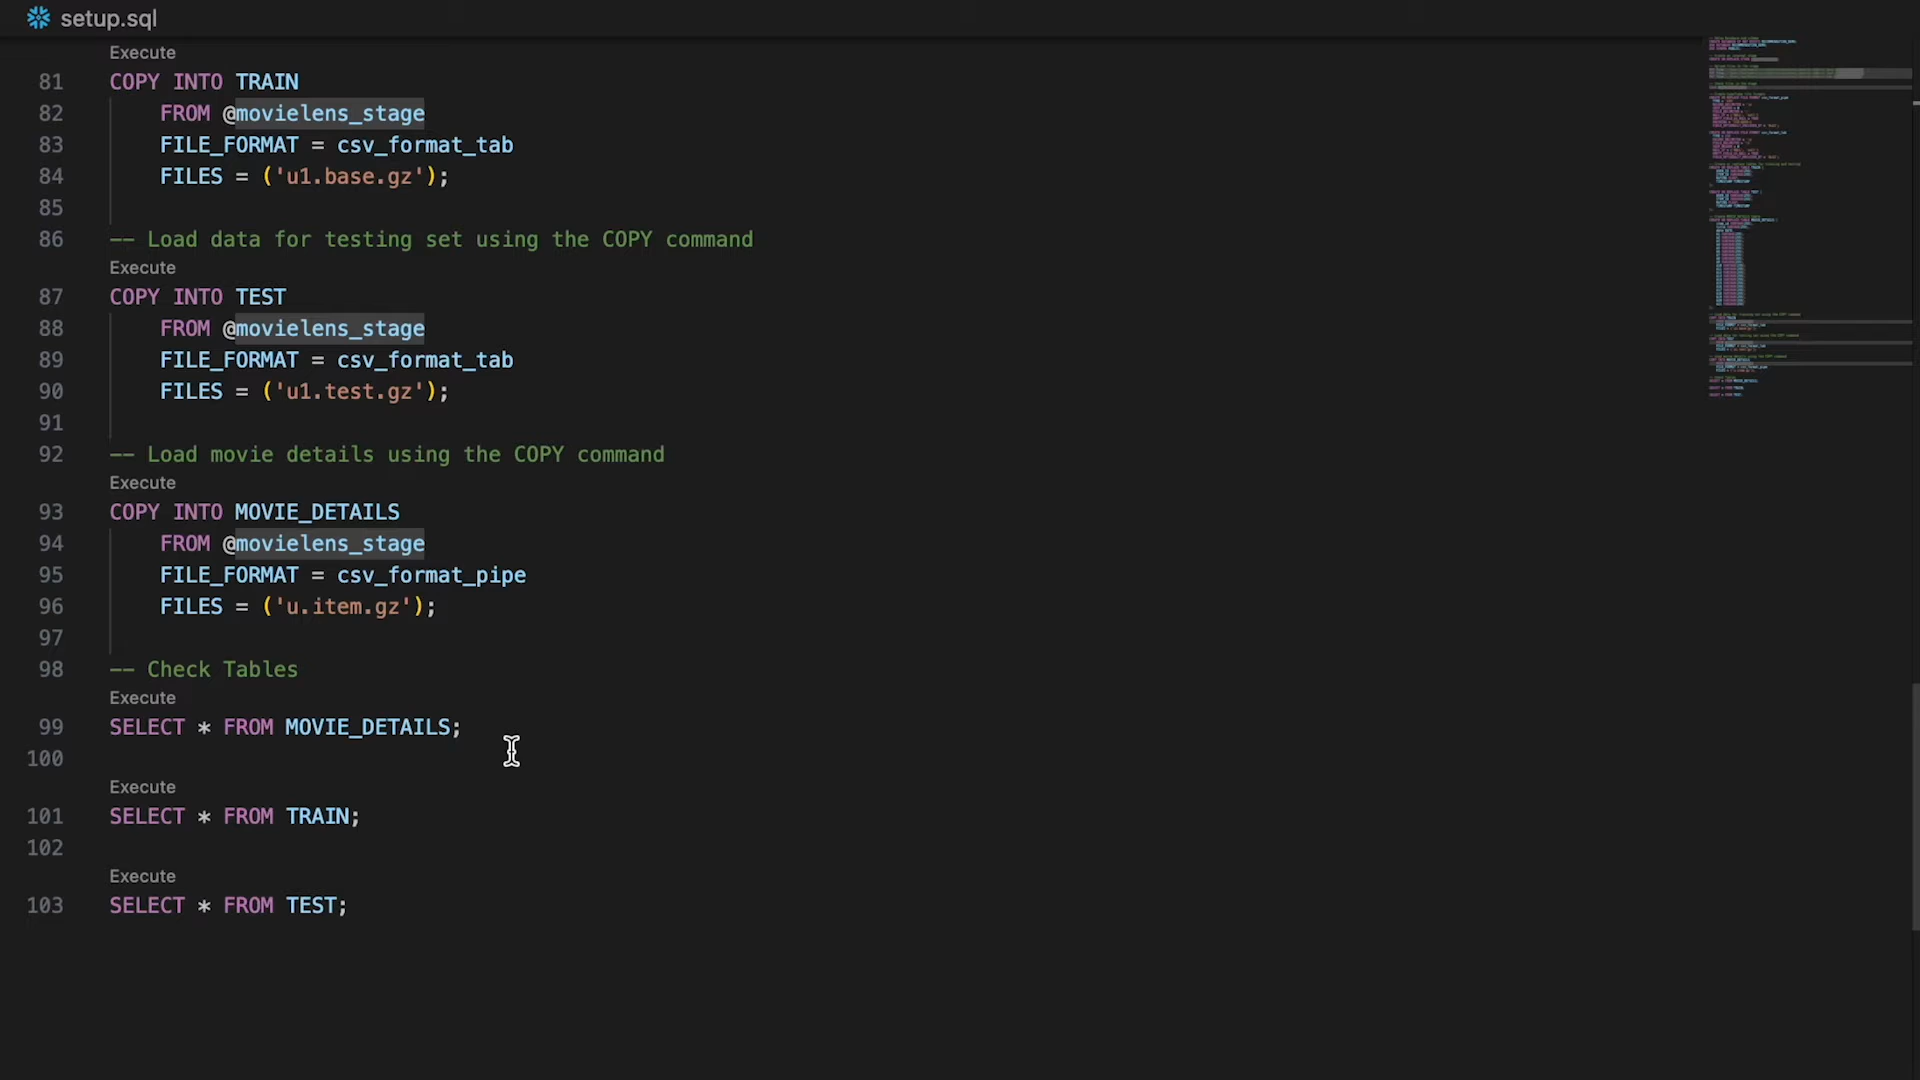 setup.sql
Execute
81 COPY INTO TRAIN
82 FROM @movielens_stage
83 FILE_FORMAT = csv_format_tab
84 FILES = ('u1.base.gz');
85
86 -- Load data for testing set using the COPY command
Execute
87 COPY INTO TEST
88 FROM @movielens_stage
89 FILE_FORMAT = csv_format_tab
90 FILES = ('u1.test.gz');
91
92 -- Load movie details using the COPY command
Execute
93 COPY INTO MOVIE_DETAILS
94 FROM @movielens_stage
95 FILE_FORMAT = csv_format_pipe
96 FILES = ('u.item.gz');
97
98 -- Check Tables
Execute
99 SELECT * FROM MOVIE_DETAILS;
100
Execute
101 SELECT * FROM TRAIN;
102
Execute
103 SELECT * FROM TEST;